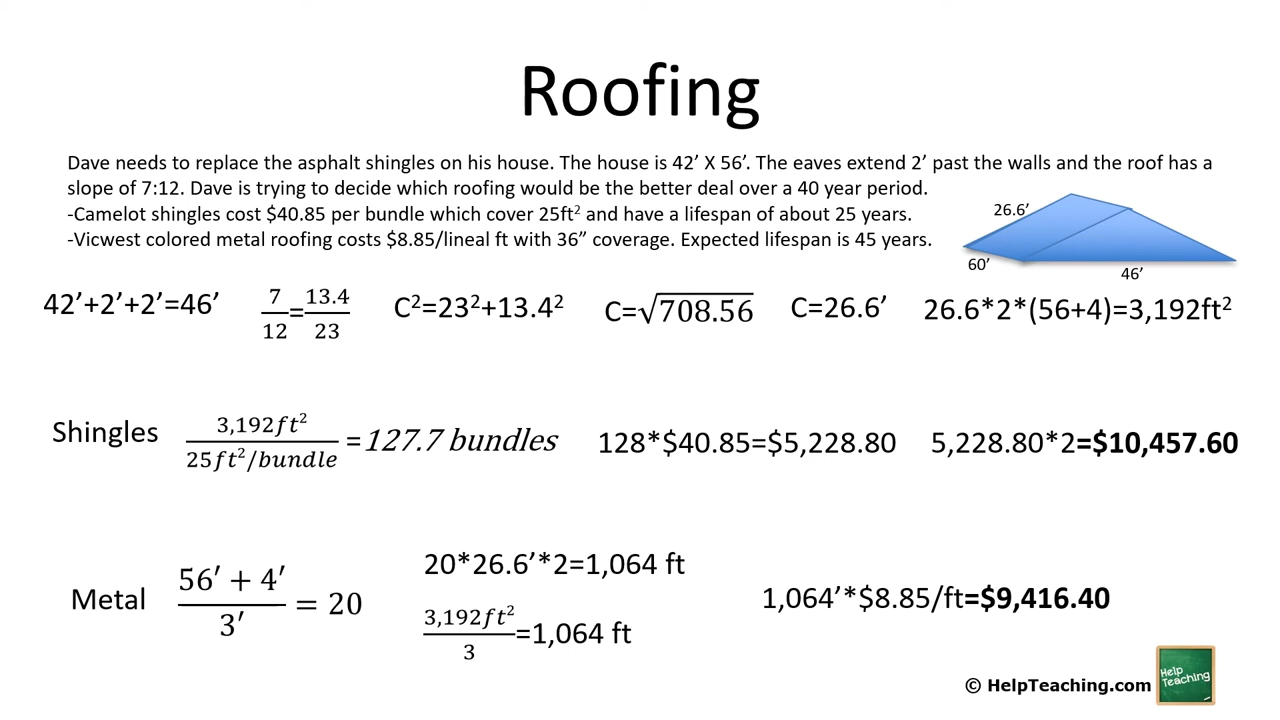 Roofing
Dave needs to replace the asphalt shingles on his house. The house is 42’ X 56’. The eaves extend 2’ past the walls and the roof has a
slope of 7:12. Dave is trying to decide which roofing would be the better deal over a 40 year period.
-Camelot shingles cost $40.85 per bundle which cover 25ft² and have a lifespan of about 25 years.
-Vicwest colored metal roofing costs $8.85/lineal ft with 36” coverage. Expected lifespan is 45 years.
26.6’
60’
46’
42’+2’+2’=46’ 7/12=13.4/23 C²=23²+13.4² C=√708.56 C=26.6’ 26.6*2*(56+4)=3,192ft²
Shingles 3,192ft²/25ft²/bundle =127.7 bundles 128*$40.85=$5,228.80 5,228.80*2=$10,457.60
Metal 56′ + 4′/3′ = 20
20*26.6’*2=1,064 ft
3,192ft²/3=1,064 ft
1,064’*$8.85/ft=$9,416.40
© HelpTeaching.com
Help
Teaching